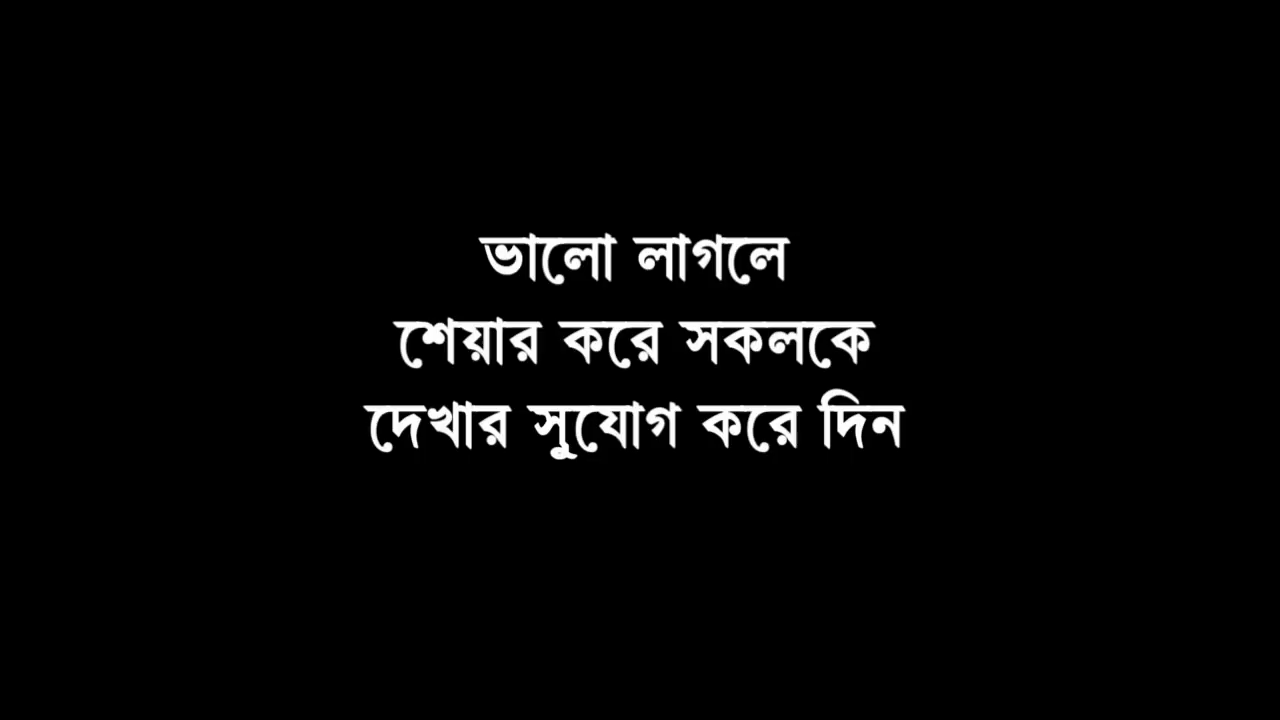 ভালো লাগলে
শেয়ার করে সকলকে
দেখার সুযোগ করে দিন